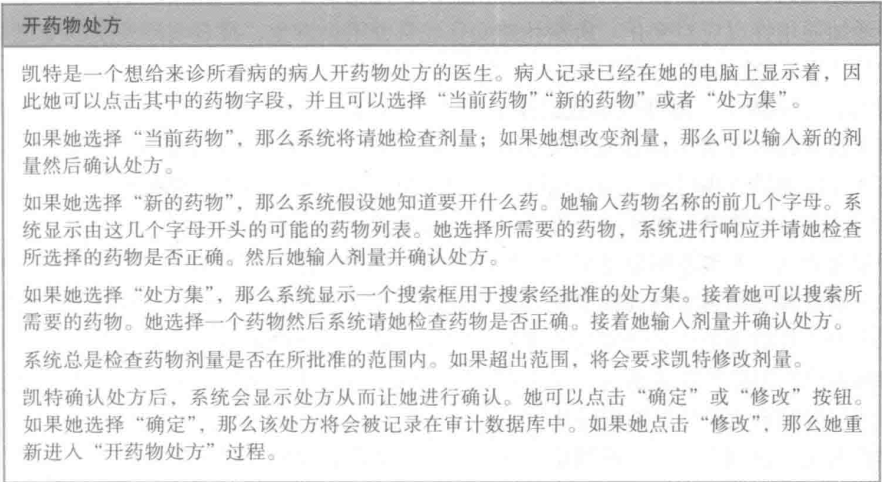 开药物处方
凯特是一个想给来诊所看病的病人开药物处方的医生。病人记录已经在她的电脑上显示着，因
此她可以点击其中的药物字段，并且可以选择“当前药物”“新的药物”或者“处方集”。
如果她选择“当前药物”，那么系统将请她检查剂量；如果她想改变剂量，那么可以输入新的剂
量然后确认处方。
如果她选择“新的药物”，那么系统假设她知道要开什么药。她输入药物名称的前几个字母。系
统显示由这几个字母开头的可能的药物列表。她选择所需要的药物，系统进行响应并请她检查
所选择的药物是否正确。然后她输入剂量并确认处方。
如果她选择“处方集”，那么系统显示一个搜索框用于搜索经批准的处方集。接着她可以搜索所
需要的药物。她选择一个药物然后系统请她检查药物是否正确。接着她输入剂量并确认处方。
系统总是检查药物剂量是否在所批准的范围内。如果超出范围，将会要求凯特修改剂量。
凯特确认处方后，系统会显示处方从而让她进行确认。她可以点击“确定”或“修改”按钮。
如果她选择“确定”，那么该处方将会被记录在审计数据库中。如果她点击“修改”，那么她重
新进入“开药物处方”过程。